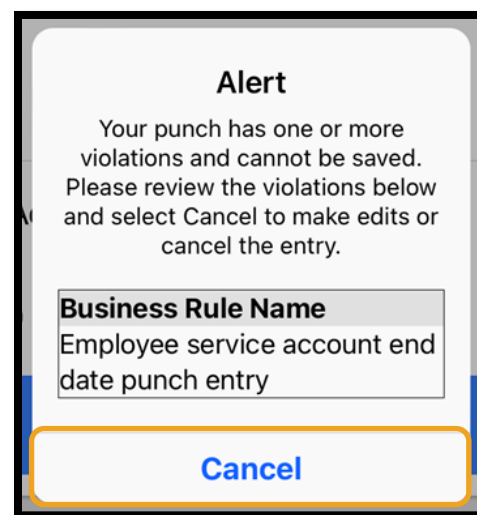 Alert
Your punch has one or more
violations and cannot be saved.
Please review the violations below
and select Cancel to make edits or
cancel the entry.
Business Rule Name
Employee service account end
date punch entry
Cancel